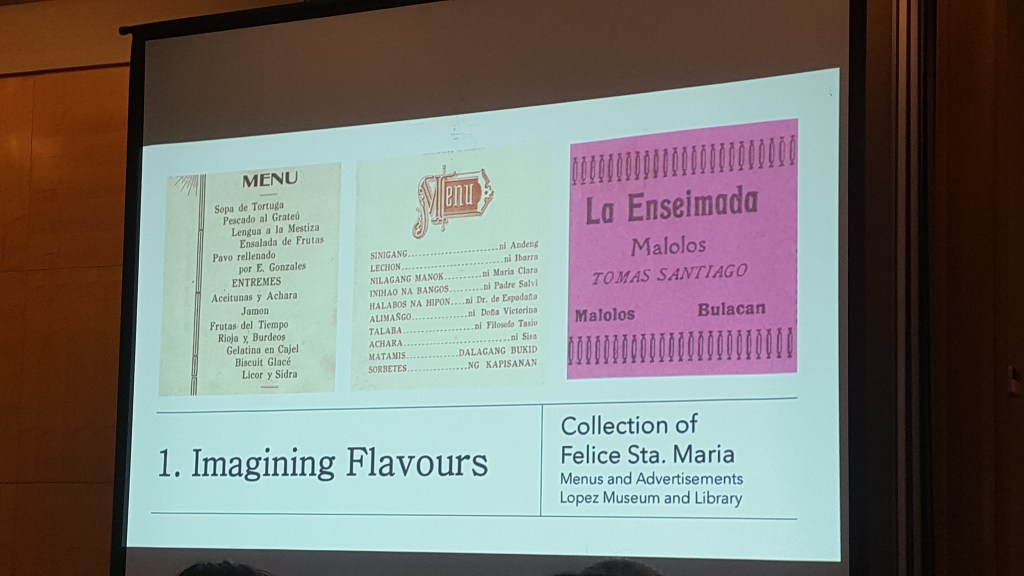 MENU
Sopa de Tortuga
Pescado al Grateú
Lengua a la Mestiza
Ensalada de Frutas
Pavo rellenado
por E. Gonzales
ENTREMES
Aceitunas y Achara
Jamon
Frutas del Tiempo
Rioja y Burdeos
Gelatina en Cajel
Biscuit Glacé
Licor y Sidra
Menu
SINIGANG...........................ni Andeng
LECHON...............................ni Ibarra
NILAGANG MANOK..........ni Maria Clara
INIHAO NA BANGOS..........ni Padre Salvi
HALABOS NA HIPON....ni Dr. de Espadaña
ALIMAÑGO..................ni Doña Victorina
TALABA.........................ni Filosofo Tasio
ACHARA....................................ni Sisa
MATAMIS..................DALAGANG BUKID
SORBETES....................NG KAPISANAN
La Enseimada
Malolos
TOMAS SANTIAGO
Malolos Bulacan
1. Imagining Flavours
Collection of
Felice Sta. Maria
Menus and Advertisements
Lopez Museum and Library